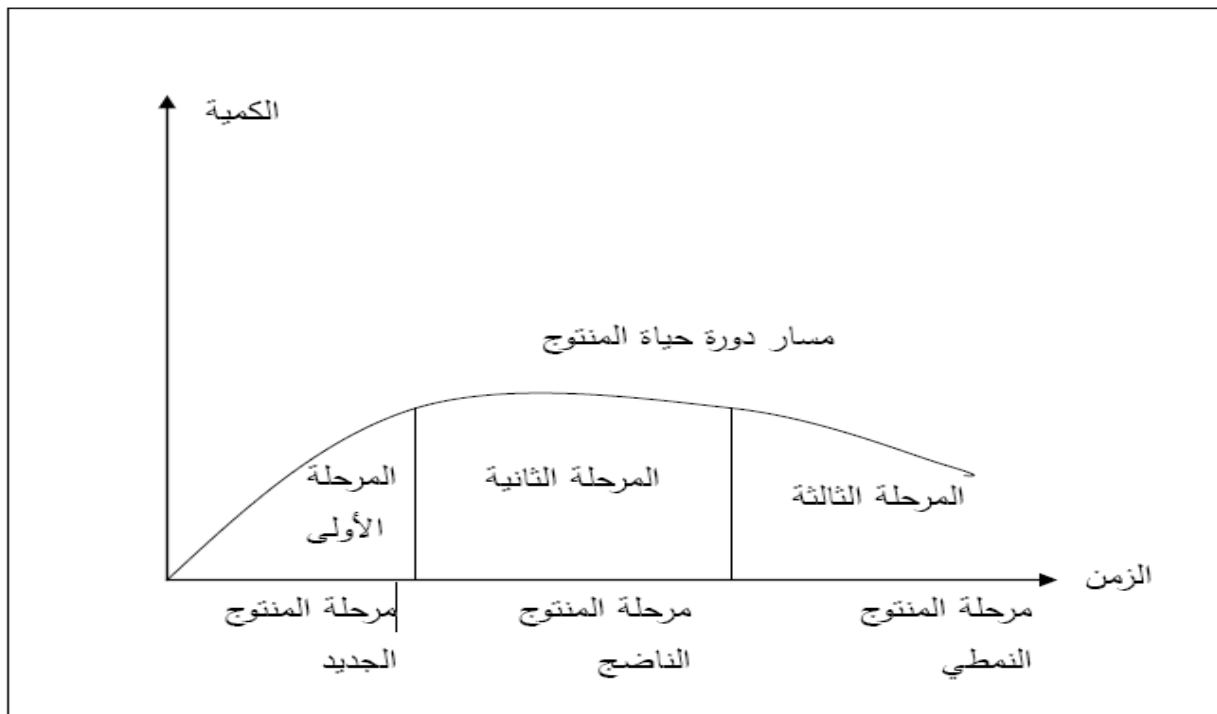 الكمية
مسار دورة حياة المنتوج
المرحلة
الأولى
المرحلة الثانية
المرحلة الثالثة
الزمن
مرحلة المنتوج
الجديد
مرحلة المنتوج
الناضج
مرحلة المنتوج
النمطي